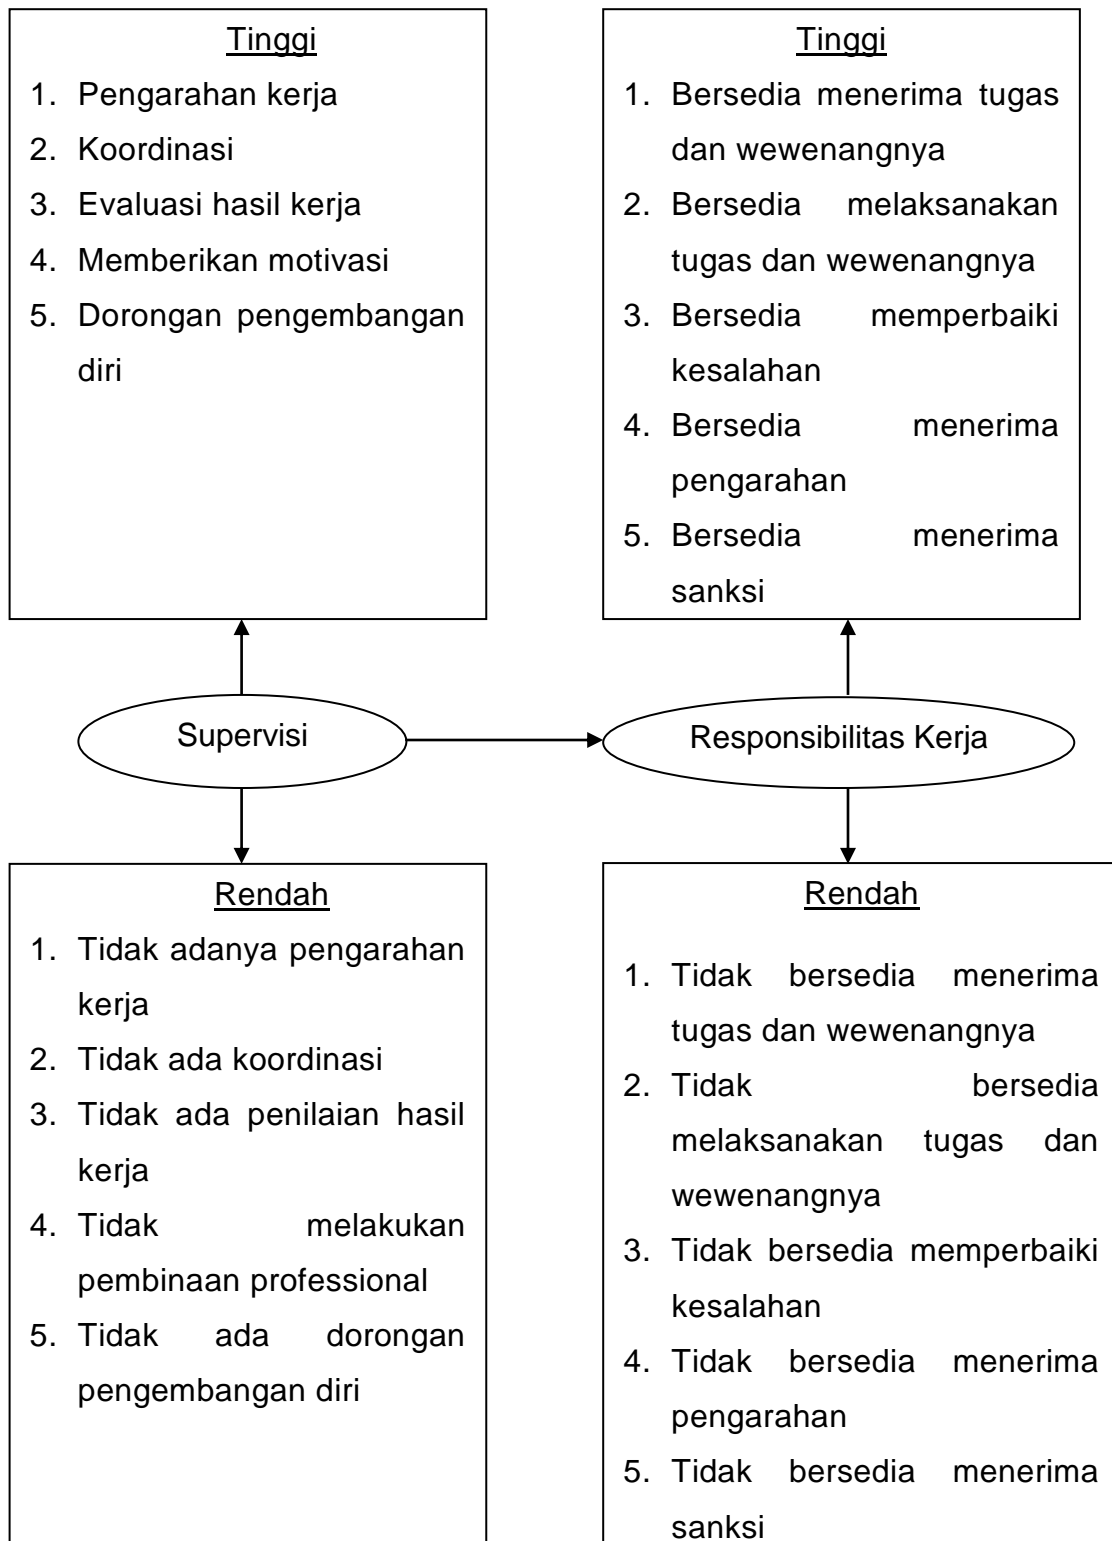 Tinggi
1. Pengarahan kerja
2. Koordinasi
3. Evaluasi hasil kerja
4. Memberikan motivasi
5. Dorongan pengembangan
diri
Tinggi
1. Bersedia menerima tugas
dan wewenangnya
2. Bersedia melaksanakan
tugas dan wewenangnya
3. Bersedia memperbaiki
kesalahan
4. Bersedia menerima
pengarahan
5. Bersedia menerima
sanksi
Supervisi
Responsibilitas Kerja
Rendah
1. Tidak adanya pengarahan
kerja
2. Tidak ada koordinasi
3. Tidak ada penilaian hasil
kerja
4. Tidak melakukan
pembinaan professional
5. Tidak ada dorongan
pengembangan diri
Rendah
1. Tidak bersedia menerima
tugas dan wewenangnya
2. Tidak bersedia
melaksanakan tugas dan
wewenangnya
3. Tidak bersedia memperbaiki
kesalahan
4. Tidak bersedia menerima
pengarahan
5. Tidak bersedia menerima
sanksi